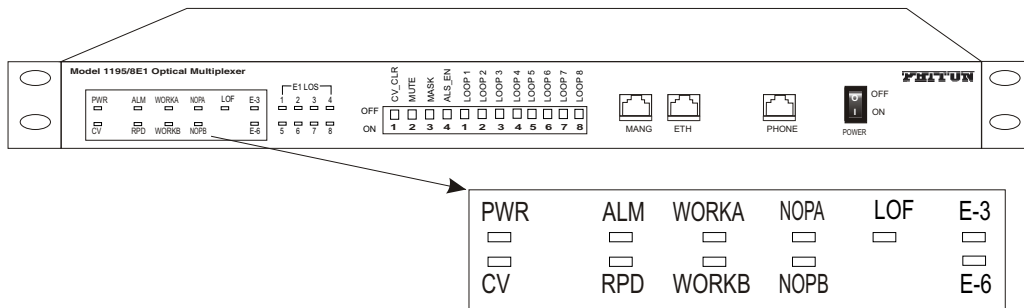 Model 1195/8E1 Optical Multiplexer
PWR ALM WORKA NOPA LOF E-3
CV RPD WORKB NOPB E-6
E1 LOS
1 2 3 4
5 6 7 8
CV_CLR MUTE MASK ALS_EN LOOP 1 LOOP 2 LOOP 3 LOOP 4 LOOP 5 LOOP 6 LOOP 7 LOOP 8
OFF
ON 1 2 3 4 1 2 3 4 5 6 7 8
MANG ETH PHONE
O
I
OFF
ON
POWER
PATTON
PWR ALM WORKA NOPA LOF E-3
CV RPD WORKB NOPB E-6